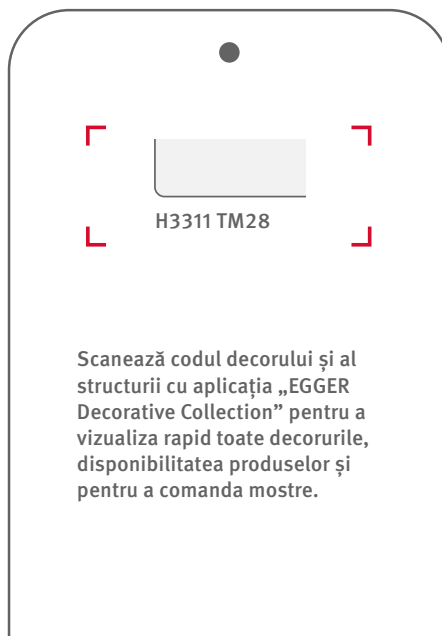 H3311 TM28
Scanează codul decorului și al
structurii cu aplicația „EGGER
Decorative Collection” pentru a
vizualiza rapid toate decorurile,
disponibilitatea produselor și
pentru a comanda mostre.